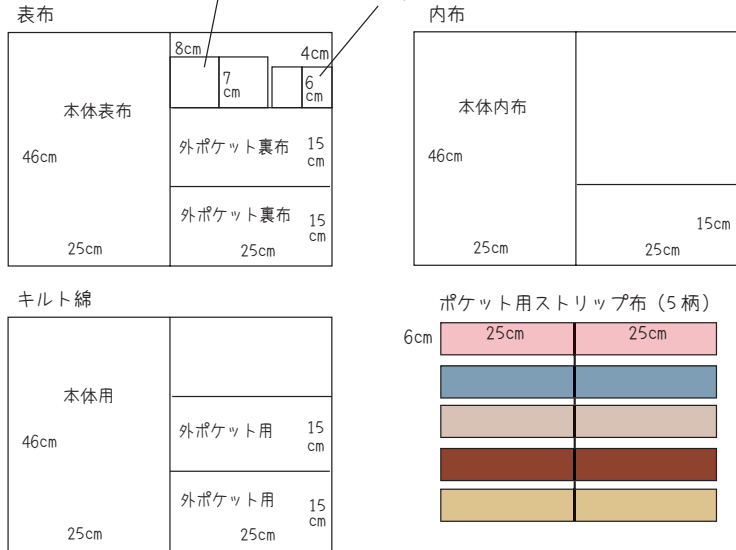 表布
8cm
4cm
7
cm
6
cm
本体表布
46cm
25cm
外ポケット裏布
15
cm
外ポケット裏布
15
cm
25cm
内布
本体内布
46cm
25cm
15cm
25cm
キルト綿
本体用
46cm
25cm
外ポケット用
15
cm
外ポケット用
15
cm
25cm
ポケット用ストリップ布（5柄）
6cm
25cm
25cm